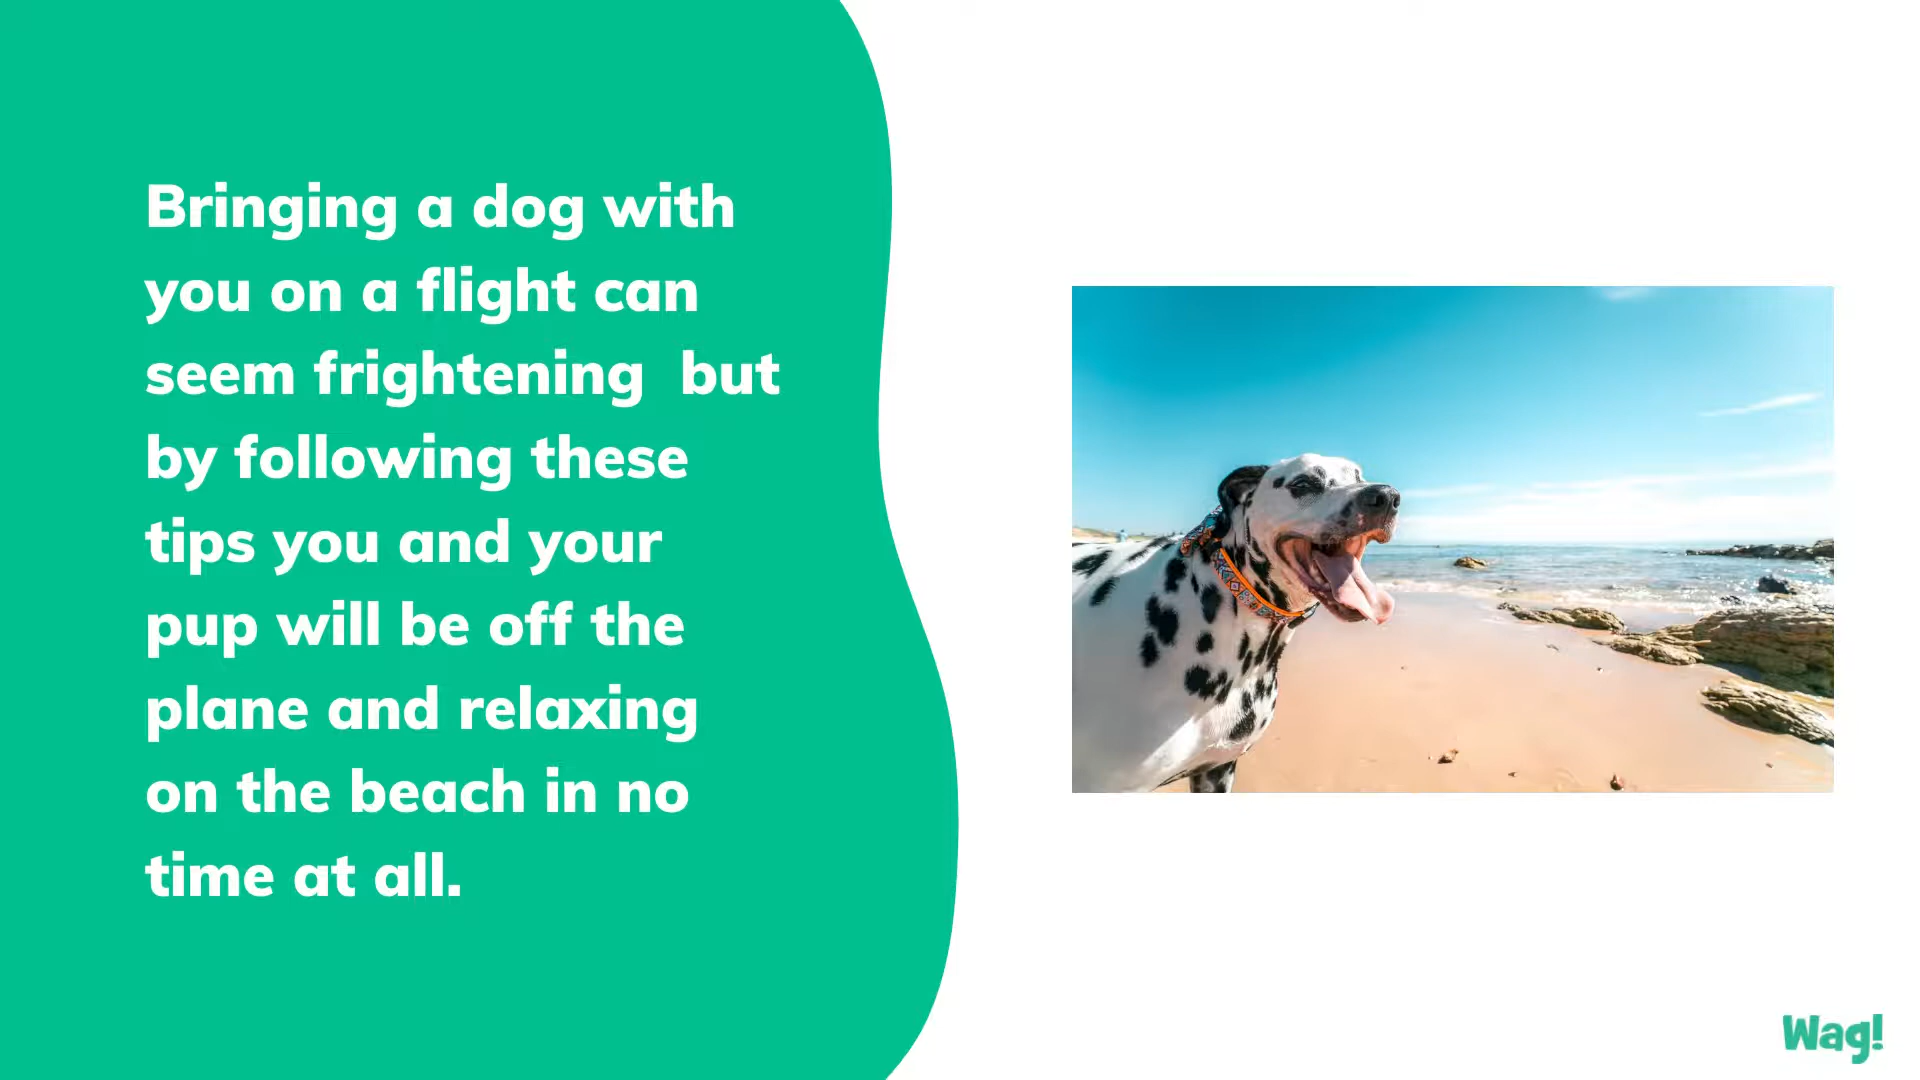 Bringing a dog with
you on a flight can
seem frightening  but
by following these
tips you and your
pup will be off the
plane and relaxing
on the beach in no
time at all.
Wag!